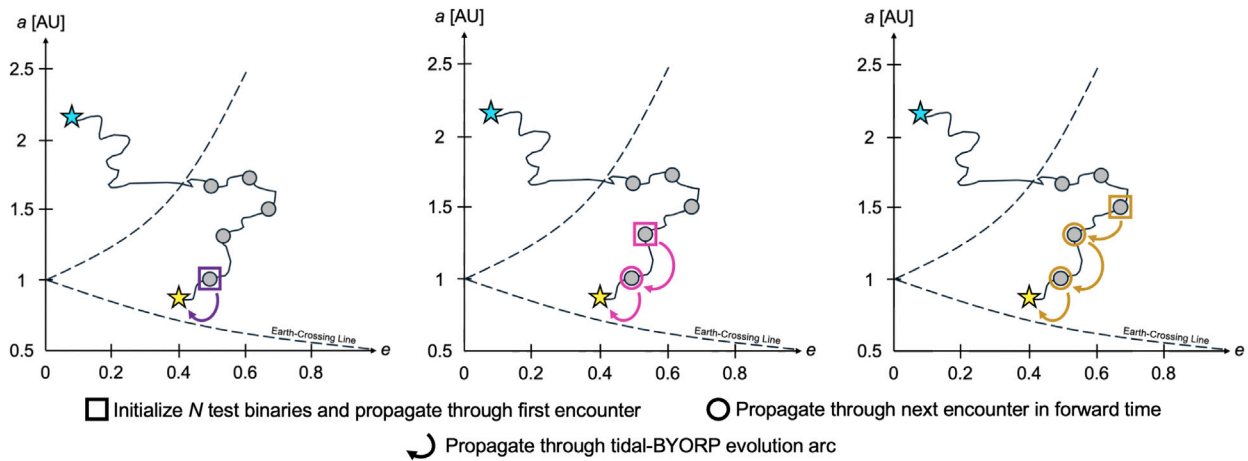 a [AU]
2.5
2
1.5
1
0.5
0
0.2
0.4
0.6
0.8
e
Earth-Crossing Line
a [AU]
2.5
2
1.5
1
0.5
0
0.2
0.4
0.6
0.8
e
Earth-Crossing Line
a [AU]
2.5
2
1.5
1
0.5
0
0.2
0.4
0.6
0.8
e
Earth-Crossing Line
Initialize N test binaries and propagate through first encounter
Propagate through next encounter in forward time
Propagate through tidal-BYORP evolution arc